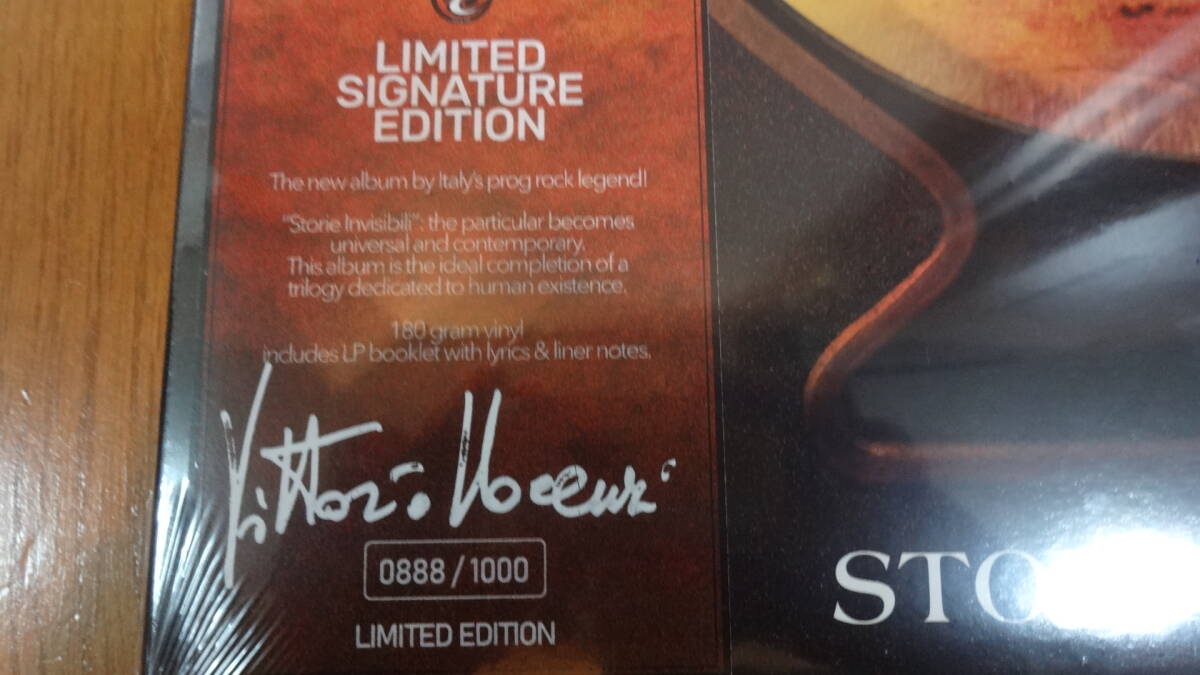 LIMITED
SIGNATURE
EDITION
The new album by Italy's prog rock legend!
"Storie Invisibili": the particular becomes
universal and contemporary.
This album is the ideal completion of a
trilogy dedicated to human existence.
180 gram vinyl
includes LP booklet with lyrics & liner notes.
Vittorio Nocenzi
0888 / 1000
LIMITED EDITION
STO